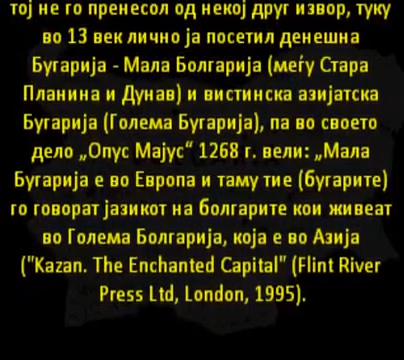 тој не го пренесол од некој друг извор, туку
во 13 век лично ја посетил денешна
Бугарија - Мала Болгарија (меѓу Стара
Планина и Дунав) и вистинска азијатска
Бугарија (Голема Бугарија), па во своето
дело „Опус Мајус“ 1268 г. вели: „Мала
Бугарија е во Европа и таму тие (бугарите)
го говорат јазикот на болгарите кои живеат
во Голема Болгарија, која е во Азија
("Kazan. The Enchanted Capital" (Flint River
Press Ltd, London, 1995).